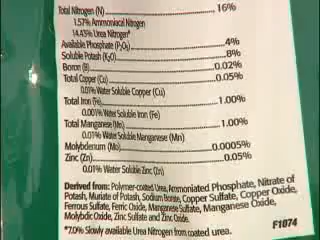 Total Nitrogen (N) 16%
1.57% Ammoniacal Nitrogen
14.43% Urea Nitrogen*
Available Phosphate (P2O5) 4%
Soluble Potash (K2O) 8%
Boron (B) 0.02%
Total Copper (Cu) 0.05%
0.01% Water Soluble Copper (Cu)
Total Iron (Fe) 1.00%
0.001% Water Soluble Iron (Fe)
Total Manganese (Mn) 1.00%
0.01% Water Soluble Manganese (Mn)
Molybdenum (Mo) 0.0005%
Zinc (Zn) 0.05%
0.01% Water Soluble Zinc (Zn)
Derived from: Polymer-coated Urea, Ammoniated Phosphate, Nitrate of
Potash, Muriate of Potash, Sodium Borate, Copper Sulfate, Copper Oxide,
Ferrous Sulfate, Ferric Oxide, Manganese Sulfate, Manganese Oxide,
Molybdic Oxide, Zinc Sulfate and Zinc Oxide.
*7.0% Slowly available Urea Nitrogen from coated urea.
F1074